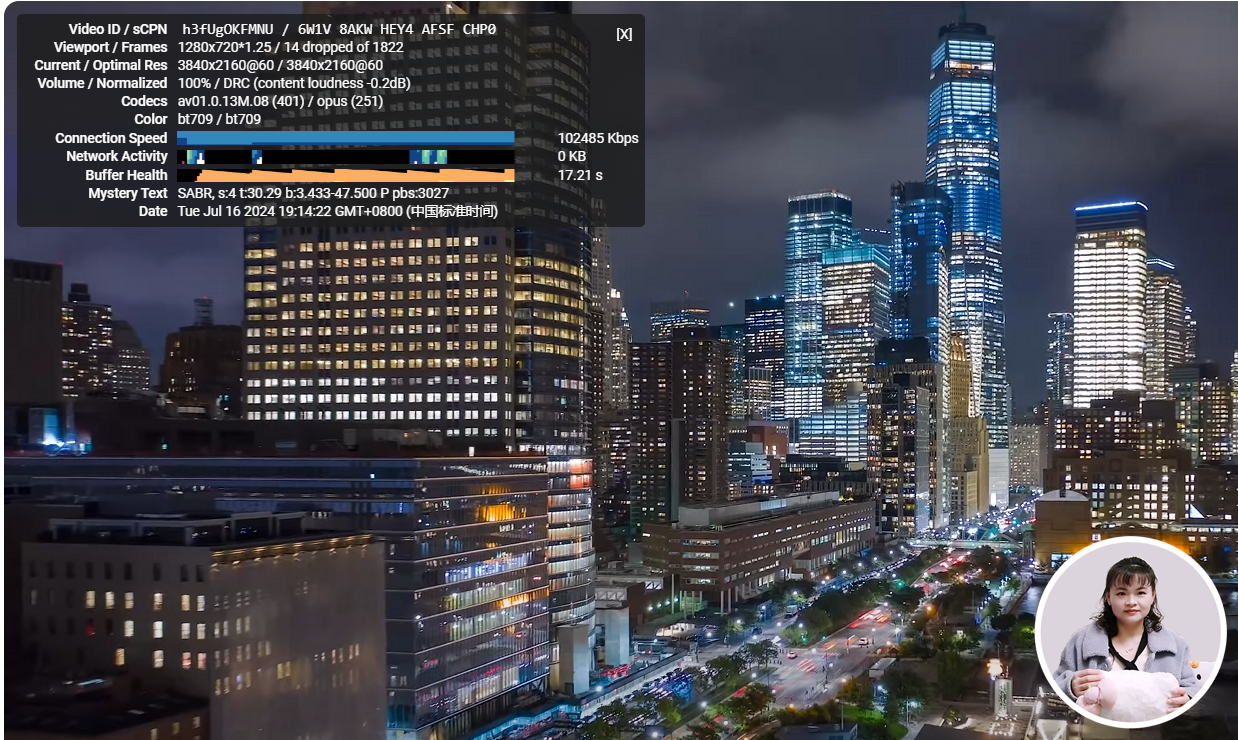 Video ID / sCPN h3fUgOKFMNU / 6W1V 8AKW HEY4 AFSF CHP0
[X]
Viewport / Frames 1280x720*1.25 / 14 dropped of 1822
Current / Optimal Res 3840x2160@60 / 3840x2160@60
Volume / Normalized 100% / DRC (content loudness -0.2dB)
Codecs av01.0.13M.08 (401) / opus (251)
Color bt709 / bt709
Connection Speed 102485 Kbps
Network Activity 0 KB
Buffer Health 17.21 s
Mystery Text SABR, s:4 t:30.29 b:3.433-47.500 P pbs:3027
Date Tue Jul 16 2024 19:14:22 GMT+0800 (中国标准时间)